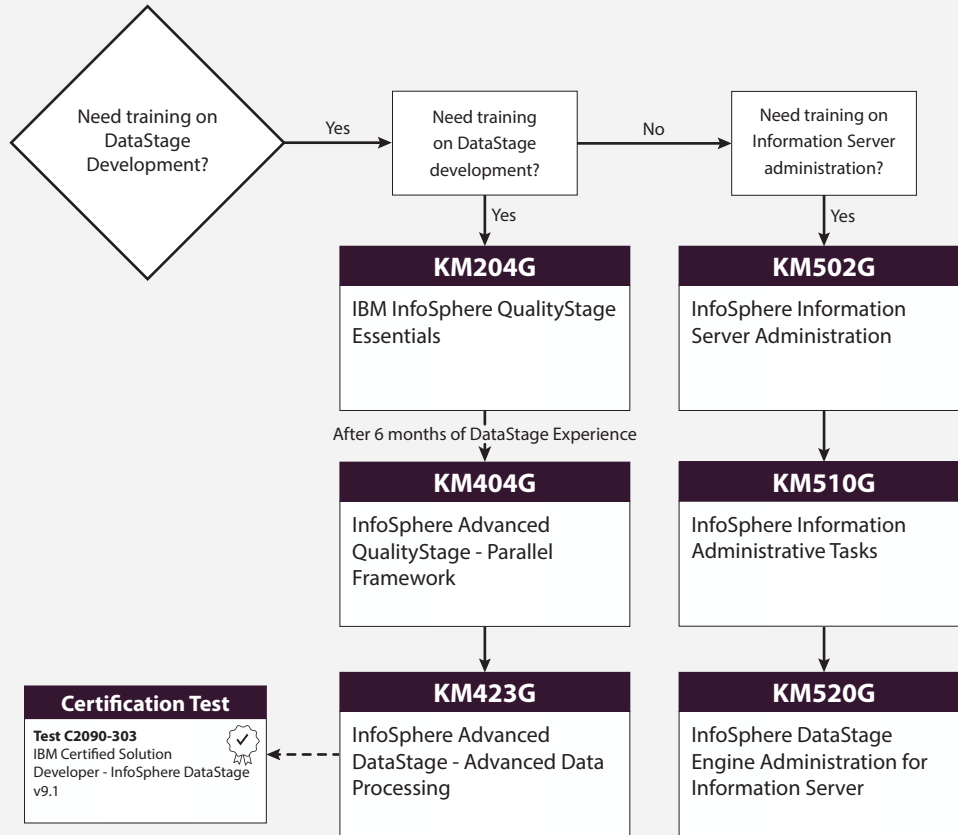 Need training on
DataStage
Development?
Yes
Need training
on DataStage
development?
No
Need training on
Information Server
administration?
Yes
Yes
KM204G
IBM InfoSphere QualityStage
Essentials
KM502G
InfoSphere Information
Server Administration
After 6 months of DataStage Experience
KM404G
InfoSphere Advanced
QualityStage - Parallel
Framework
KM510G
InfoSphere Information
Administrative Tasks
KM423G
InfoSphere Advanced
DataStage - Advanced Data
Processing
KM520G
InfoSphere DataStage
Engine Administration for
Information Server
Certification Test
Test C2090-303
IBM Certified Solution
Developer - InfoSphere DataStage
v9.1